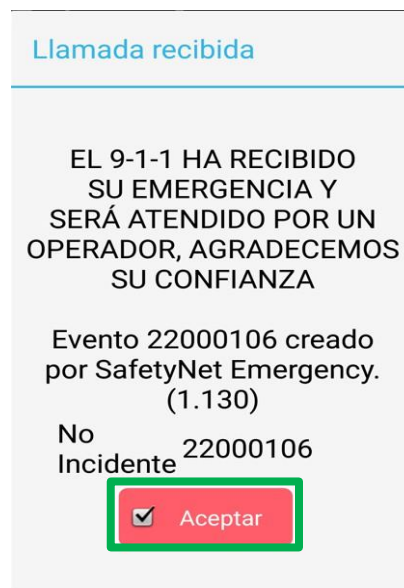 Llamada recibida
EL 9-1-1 HA RECIBIDO
SU EMERGENCIA Y
SERÁ ATENDIDO POR UN
OPERADOR, AGRADECEMOS
SU CONFIANZA
Evento 22000106 creado
por SafetyNet Emergency.
(1.130)
No
Incidente 22000106
Aceptar